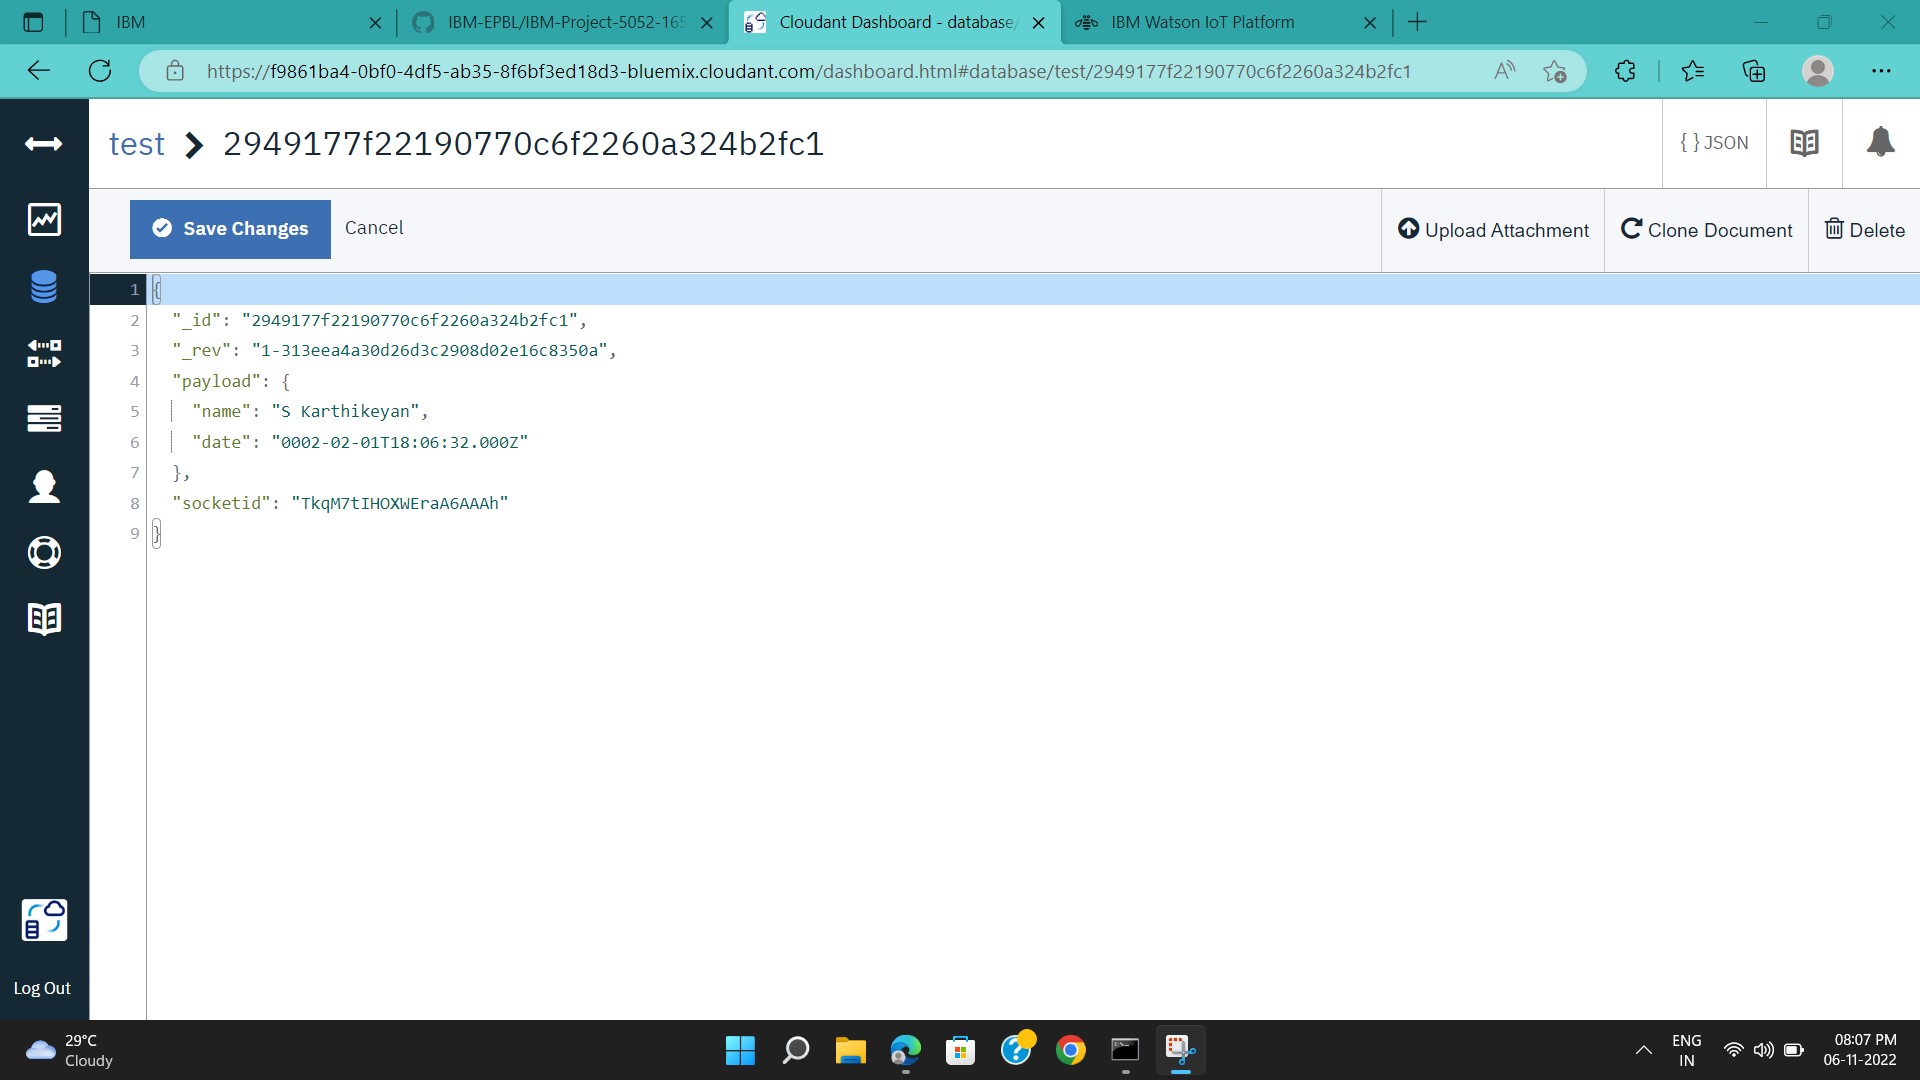 IBM
IBM-EPBL/IBM-Project-5052-165
Cloudant Dashboard - database/
IBM Watson IoT Platform
https://f9861ba4-0bf0-4df5-ab35-8f6bf3ed18d3-bluemix.cloudant.com/dashboard.html#database/test/2949177f22190770c6f2260a324b2fc1
test
2949177f22190770c6f2260a324b2fc1
{ } JSON
Save Changes
Cancel
Upload Attachment
Clone Document
Delete
1 {
2 "_id": "2949177f22190770c6f2260a324b2fc1",
3 "_rev": "1-313eea4a30d26d3c2908d02e16c8350a",
4 "payload": {
5 "name": "S Karthikeyan",
6 "date": "0002-02-01T18:06:32.000Z"
7 },
8 "socketid": "TkqM7tIHOXWEraA6AAAh"
9 }
Log Out
29°C
Cloudy
ENG
IN
08:07 PM
06-11-2022